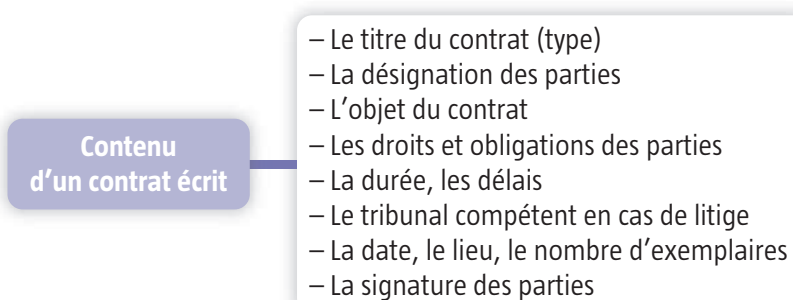 Contenu
d’un contrat écrit
– Le titre du contrat (type)
– La désignation des parties
– L’objet du contrat
– Les droits et obligations des parties
– La durée, les délais
– Le tribunal compétent en cas de litige
– La date, le lieu, le nombre d’exemplaires
– La signature des parties